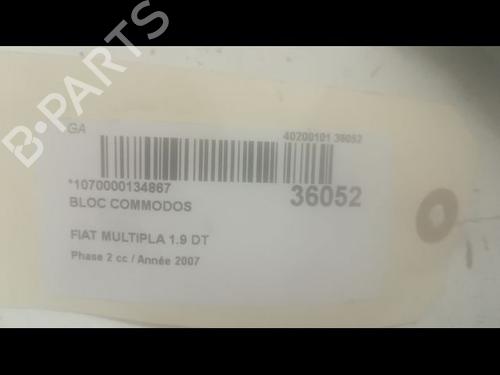 B-PARTS
GA
40200101 36052
*1070000134867
36052
BLOC COMMODOS
FIAT MULTIPLA 1.9 DT
Phase 2 cc / Année 2007